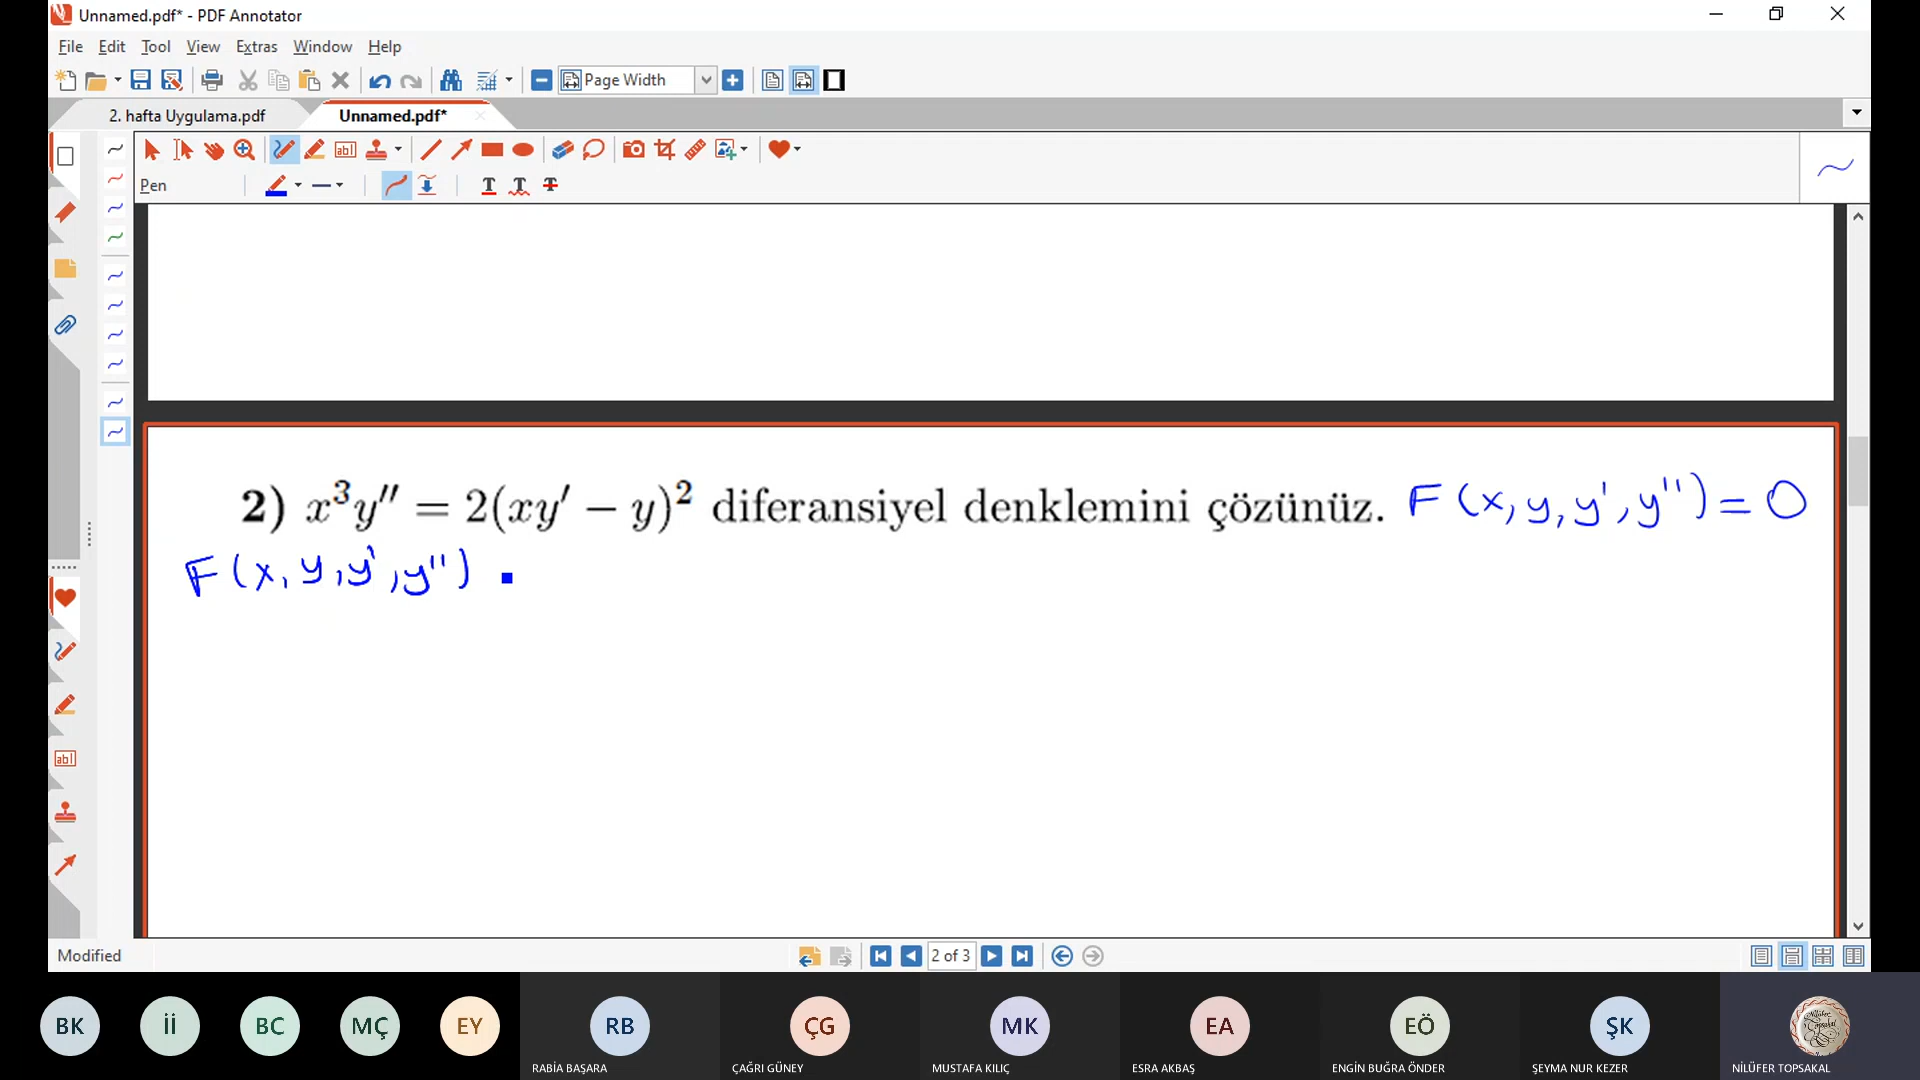 Unnamed.pdf* - PDF Annotator
File Edit Tool View Extras Window Help
Page Width
2. hafta Uygulama.pdf Unnamed.pdf*
Pen
2) x³y′′ = 2(xy′ − y)² diferansiyel denklemini çözünüz. F(x, y, y', y'') = 0
F(x, y, y', y'')
Modified 2 of 3
BK İİ BC MÇ EY RB ÇG MK EA EÖ ŞK
RABİA BAŞARA ÇAĞRI GÜNEY MUSTAFA KILIÇ ESRA AKBAŞ ENGİN BUĞRA ÖNDER ŞEYMA NUR KEZER NİLÜFER TOPSAKAL